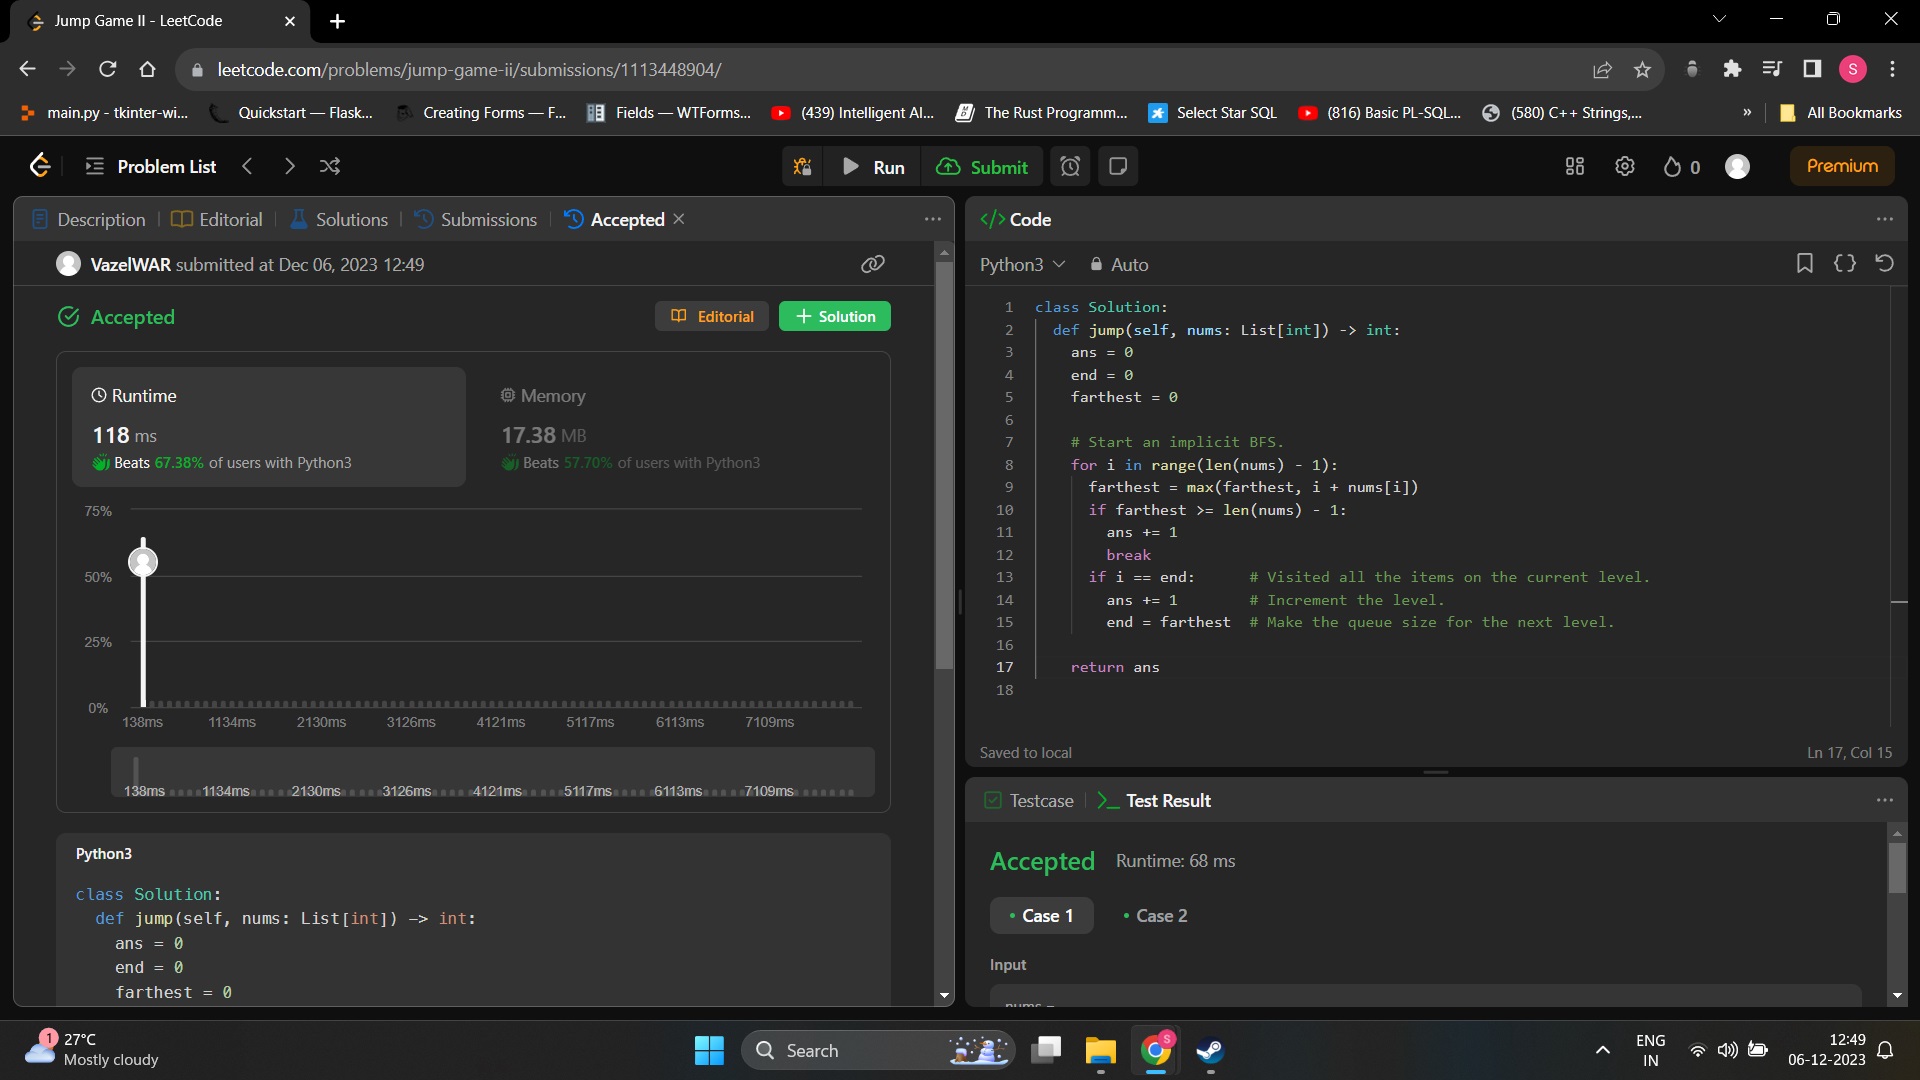 Jump Game II - LeetCode
leetcode.com/problems/jump-game-ii/submissions/1113448904/
S
main.py - tkinter-wi...
Quickstart — Flask...
Creating Forms — F...
Fields — WTForms...
(439) Intelligent AI...
The Rust Programm...
Select Star SQL
(816) Basic PL-SQL...
(580) C++ Strings,...
»
All Bookmarks
Problem List
Run
Submit
0
Premium
Description
Editorial
Solutions
Submissions
Accepted
VazelWAR submitted at Dec 06, 2023 12:49
Accepted
Editorial
+ Solution
Runtime
118 ms
Beats 67.38% of users with Python3
Memory
17.38 MB
Beats 57.70% of users with Python3
75%
50%
25%
0%
138ms 1134ms 2130ms 3126ms 4121ms 5117ms 6113ms 7109ms
138ms 1134ms 2130ms 3126ms 4121ms 5117ms 6113ms 7109ms
Python3
class Solution:
def jump(self, nums: List[int]) -> int:
ans = 0
end = 0
farthest = 0
</> Code
Python3
Auto
1 class Solution:
2 def jump(self, nums: List[int]) -> int:
3 ans = 0
4 end = 0
5 farthest = 0
6
7 # Start an implicit BFS.
8 for i in range(len(nums) - 1):
9 farthest = max(farthest, i + nums[i])
10 if farthest >= len(nums) - 1:
11 ans += 1
12 break
13 if i == end: # Visited all the items on the current level.
14 ans += 1 # Increment the level.
15 end = farthest # Make the queue size for the next level.
16
17 return ans
18
Saved to local
Ln 17, Col 15
Testcase
>_ Test Result
Accepted Runtime: 68 ms
• Case 1
• Case 2
Input
nums =
1
27°C
Mostly cloudy
Search
S
ENG
IN
12:49
06-12-2023